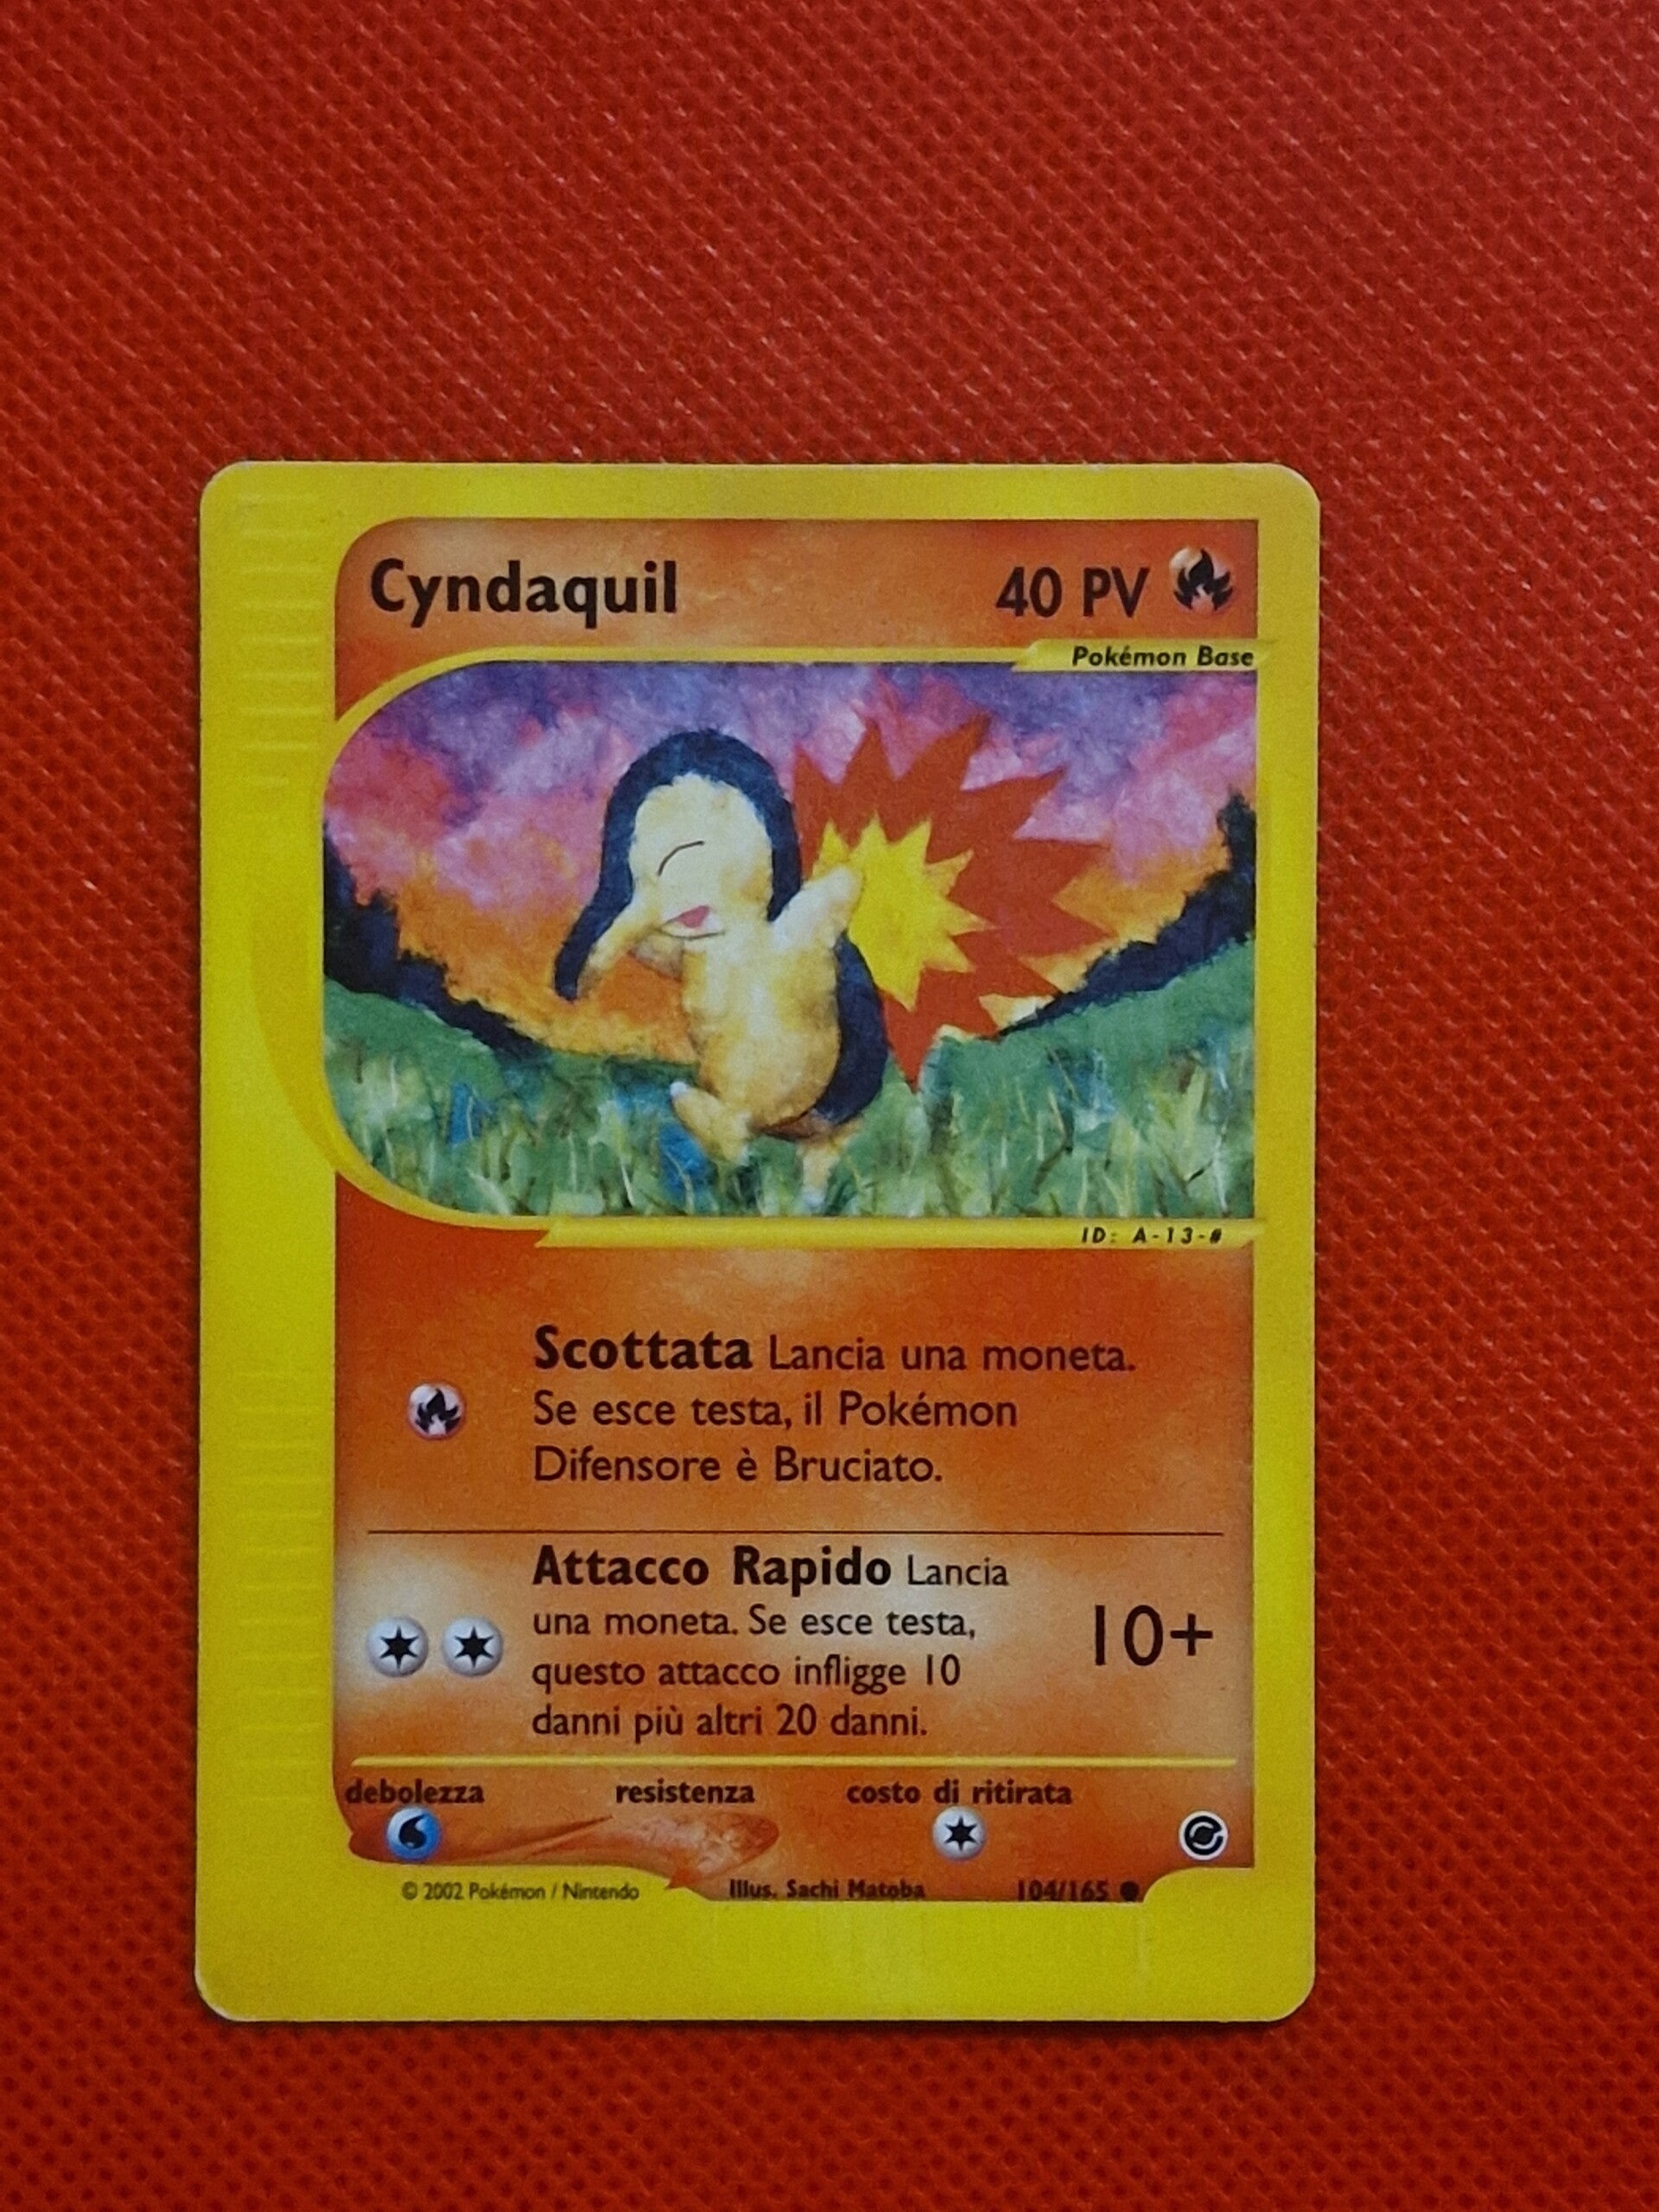 Cyndaquil 40 PV
Pokémon Base
ID: A-13-#
Scottata Lancia una moneta.
Se esce testa, il Pokémon
Difensore è Bruciato.
Attacco Rapido Lancia
una moneta. Se esce testa,
questo attacco infligge 10
danni più altri 20 danni.
10+
debolezza resistenza costo di ritirata
© 2002 Pokémon / Nintendo Illus. Sachi Matoba 104/165